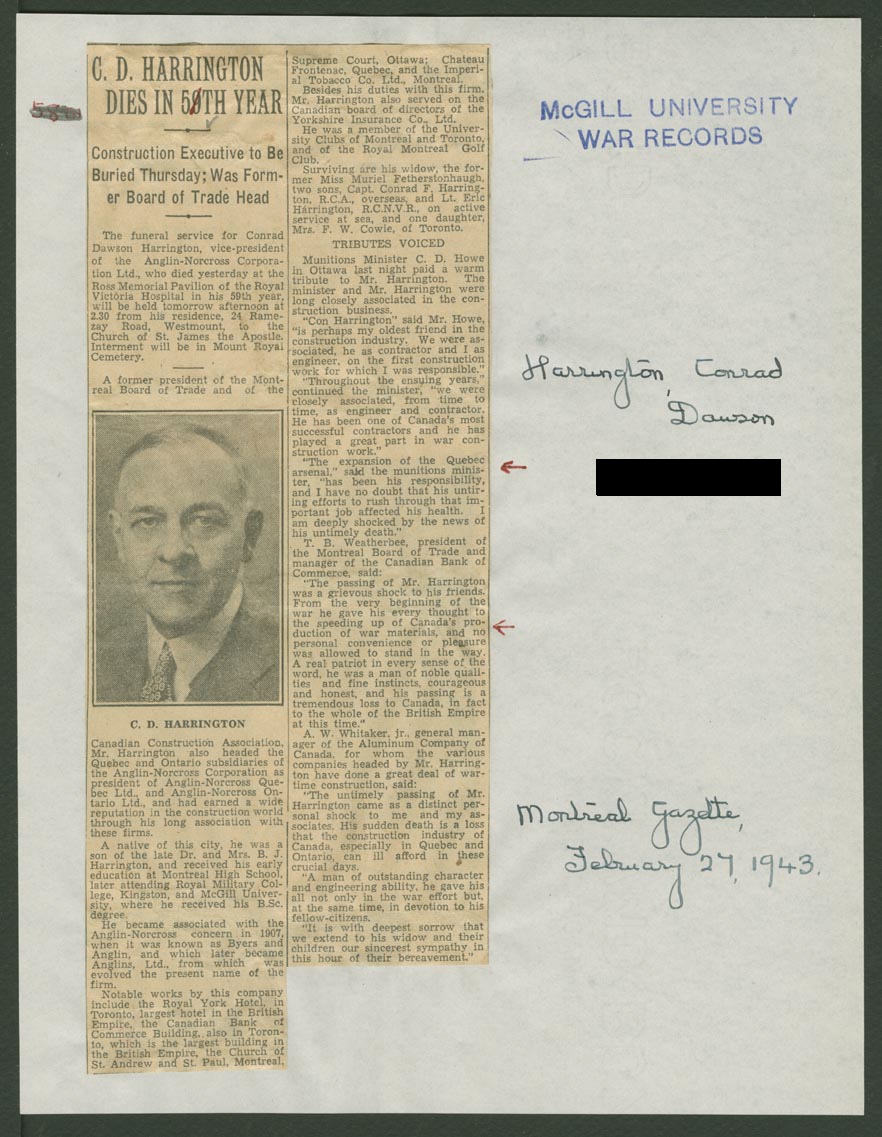 C. D. HARRINGTON
DIES IN 59TH YEAR
Construction Executive to Be
Buried Thursday; Was Form-
er Board of Trade Head
The funeral service for Conrad
Dawson Harrington, vice-president
of the Anglin-Norcross Corpora-
tion Ltd., who died yesterday at the
Ross Memorial Pavilion of the Royal
Victoria Hospital in his 59th year,
will be held tomorrow afternoon at
2.30 from his residence, 24 Rame-
zay Road, Westmount, to the
Church of St. James the Apostle.
Interment will be in Mount Royal
Cemetery.
A former president of the Mont-
real Board of Trade and of the
C. D. HARRINGTON
Canadian Construction Association,
Mr. Harrington also headed the
Quebec and Ontario subsidiaries of
the Anglin-Norcross Corporation as
president of Anglin-Norcross Que-
bec Ltd., and Anglin-Norcross On-
tario Ltd., and had earned a wide
reputation in the construction world
through his long association with
these firms.
A native of this city, he was a
son of the late Dr. and Mrs. B. J.
Harrington, and received his early
education at Montreal High School,
later attending Royal Military Col-
lege, Kingston, and McGill Univer-
sity, where he received his B.Sc.
degree.
He became associated with the
Anglin-Norcross concern in 1907,
when it was known as Byers and
Anglin, and which later became
Anglins, Ltd., from which was
evolved the present name of the
firm.
Notable works by this company
include the Royal York Hotel, in
Toronto, largest hotel in the British
Empire, the Canadian Bank of
Commerce Building, also in Toron-
to, which is the largest building in
the British Empire, the Church of
St. Andrew and St. Paul, Montreal,
Supreme Court, Ottawa; Chateau
Frontenac, Quebec, and the Imperi-
al Tobacco Co. Ltd., Montreal.
Besides his duties with this firm,
Mr. Harrington also served on the
Canadian board of directors of the
Yorkshire Insurance Co., Ltd.
He was a member of the Univer-
sity Clubs of Montreal and Toronto,
and of the Royal Montreal Golf
Club.
Surviving are his widow, the for-
mer Miss Muriel Fetherstonhaugh,
two sons, Capt. Conrad F. Harring-
ton, R.C.A., overseas, and Lt. Eric
Harrington, R.C.N.V.R., on active
service at sea, and one daughter,
Mrs. F. W. Cowie, of Toronto.
TRIBUTES VOICED
Munitions Minister C. D. Howe
in Ottawa last night paid a warm
tribute to Mr. Harrington. The
minister and Mr. Harrington were
long closely associated in the con-
struction business.
"Con Harrington" said Mr. Howe,
"is perhaps my oldest friend in the
construction industry. We were as-
sociated, he as contractor and I as
engineer, on the first construction
work for which I was responsible."
"Throughout the ensuing years,"
continued the minister, "we were
closely associated, from time to
time, as engineer and contractor.
He has been one of Canada's most
successful contractors and he has
played a great part in war con-
struction work."
"The expansion of the Quebec
arsenal," said the munitions minis-
ter, "has been his responsibility,
and I have no doubt that his untir-
ing efforts to rush through that im-
portant job affected his health. I
am deeply shocked by the news of
his untimely death."
T. B. Weatherbee, president of
the Montreal Board of Trade and
manager of the Canadian Bank of
Commerce, said:
"The passing of Mr. Harrington
was a grievous shock to his friends.
From the very beginning of the
war he gave his every thought to
the speeding up of Canada's pro-
duction of war materials, and no
personal convenience or pleasure
was allowed to stand in the way.
A real patriot in every sense of the
word, he was a man of noble quali-
ties and fine instincts, courageous
and honest, and his passing is a
tremendous loss to Canada, in fact
to the whole of the British Empire
at this time."
A. W. Whitaker, jr., general man-
ager of the Aluminum Company of
Canada, for whom the various
companies headed by Mr. Harring-
ton have done a great deal of war-
time construction, said:
"The untimely passing of Mr.
Harrington came as a distinct per-
sonal shock to me and my as-
sociates. His sudden death is a loss
that the construction industry of
Canada, especially in Quebec and
Ontario, can ill afford in these
crucial days.
"A man of outstanding character
and engineering ability, he gave his
all not only in the war effort but,
at the same time, in devotion to his
fellow-citizens.
"It is with deepest sorrow that
we extend to his widow and their
children our sincerest sympathy in
this hour of their bereavement."
McGILL UNIVERSITY
WAR RECORDS
Harrington, Conrad
Dawson
Montreal Gazette,
February 27, 1943.